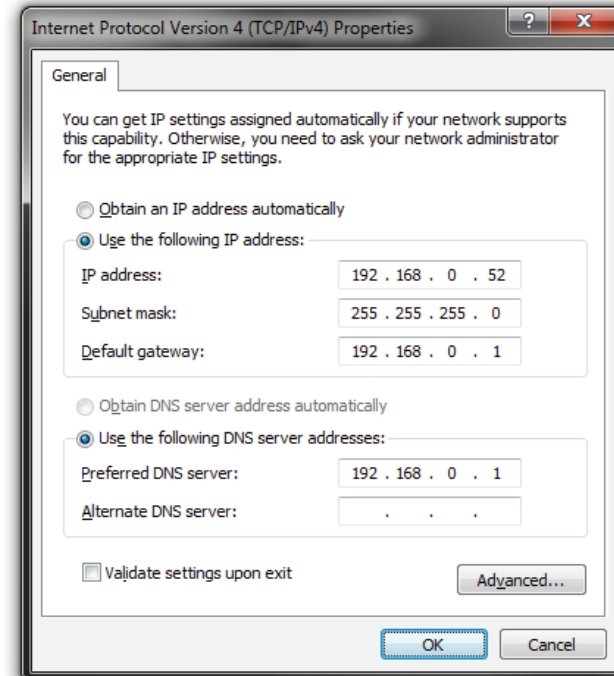 Internet Protocol Version 4 (TCP/IPv4) Properties
?
X
General
You can get IP settings assigned automatically if your network supports
this capability. Otherwise, you need to ask your network administrator
for the appropriate IP settings.
Obtain an IP address automatically
Use the following IP address:
IP address: 192 . 168 . 0 . 52
Subnet mask: 255 . 255 . 255 . 0
Default gateway: 192 . 168 . 0 . 1
Obtain DNS server address automatically
Use the following DNS server addresses:
Preferred DNS server: 192 . 168 . 0 . 1
Alternate DNS server: . . .
Validate settings upon exit
Advanced...
OK Cancel